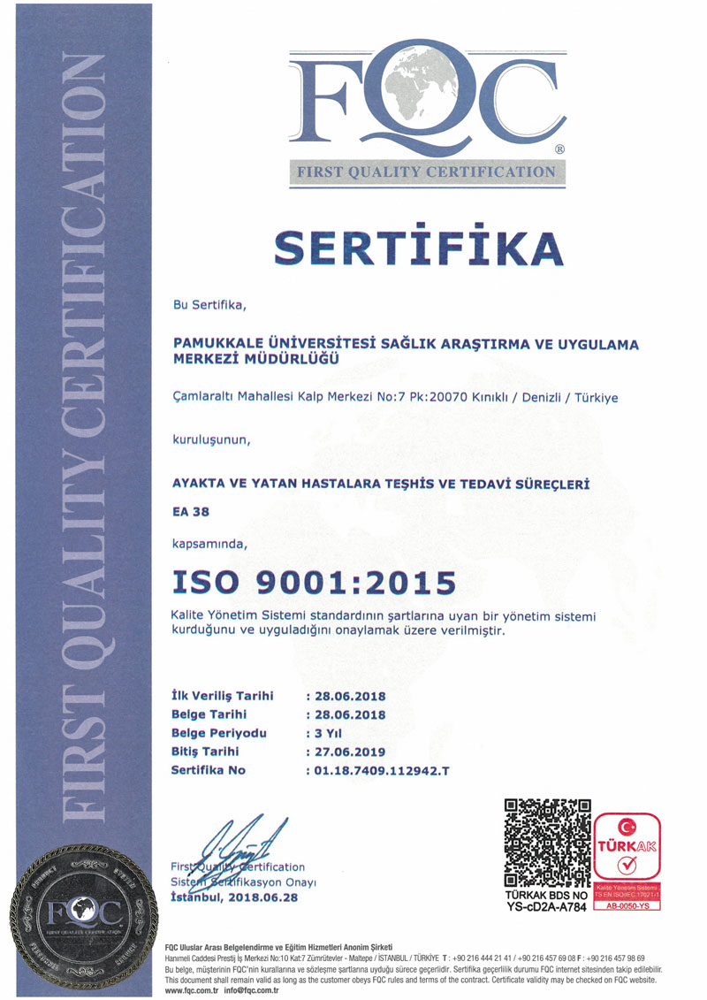 FIRST QUALITY CERTIFICATION
FQC
®
FIRST QUALITY CERTIFICATION
SERTİFİKA
Bu Sertifika,
PAMUKKALE ÜNİVERSİTESİ SAĞLIK ARAŞTIRMA VE UYGULAMA
MERKEZİ MÜDÜRLÜĞÜ
Çamlaraltı Mahallesi Kalp Merkezi No:7 Pk:20070 Kınıklı / Denizli / Türkiye
kuruluşunun,
AYAKTA VE YATAN HASTALARA TEŞHİS VE TEDAVİ SÜREÇLERİ
EA 38
kapsamında,
ISO 9001:2015
Kalite Yönetim Sistemi standardının şartlarına uyan bir yönetim sistemi
kurduğunu ve uyguladığını onaylamak üzere verilmiştir.
İlk Veriliş Tarihi : 28.06.2018
Belge Tarihi : 28.06.2018
Belge Periyodu : 3 Yıl
Bitiş Tarihi : 27.06.2019
Sertifika No : 01.18.7409.112942.T
First Quality Certification
Sistem Sertifikasyon Onayı
İstanbul, 2018.06.28
TÜRKAK BDS NO
YS-cD2A-A784
TÜRKAK
Kalite Yönetim Sistemi
TS EN ISO/IEC 17021-1
AB-0050-YS
FQC
FIRST QUALITY CERTIFICATION
PRODUCT
SYSTEM
FQC Uluslar Arası Belgelendirme ve Eğitim Hizmetleri Anonim Şirketi
Hanımeli Caddesi Prestij İş Merkezi No:10 Kat:7 Zümrütevler - Maltepe / İSTANBUL / TÜRKİYE T : +90 216 444 21 41 / +90 216 457 69 08 F : +90 216 457 98 69
Bu belge, müşterinin FQC'nin kurallarına ve sözleşme şartlarına uyduğu sürece geçerlidir. Sertifika geçerlilik durumu FQC internet sitesinden takip edilebilir.
This document shall remain valid as long as the customer obeys FQC rules and terms of the contract. Certificate validity may be checked on FQC website.
www.fqc.com.tr info@fqc.com.tr